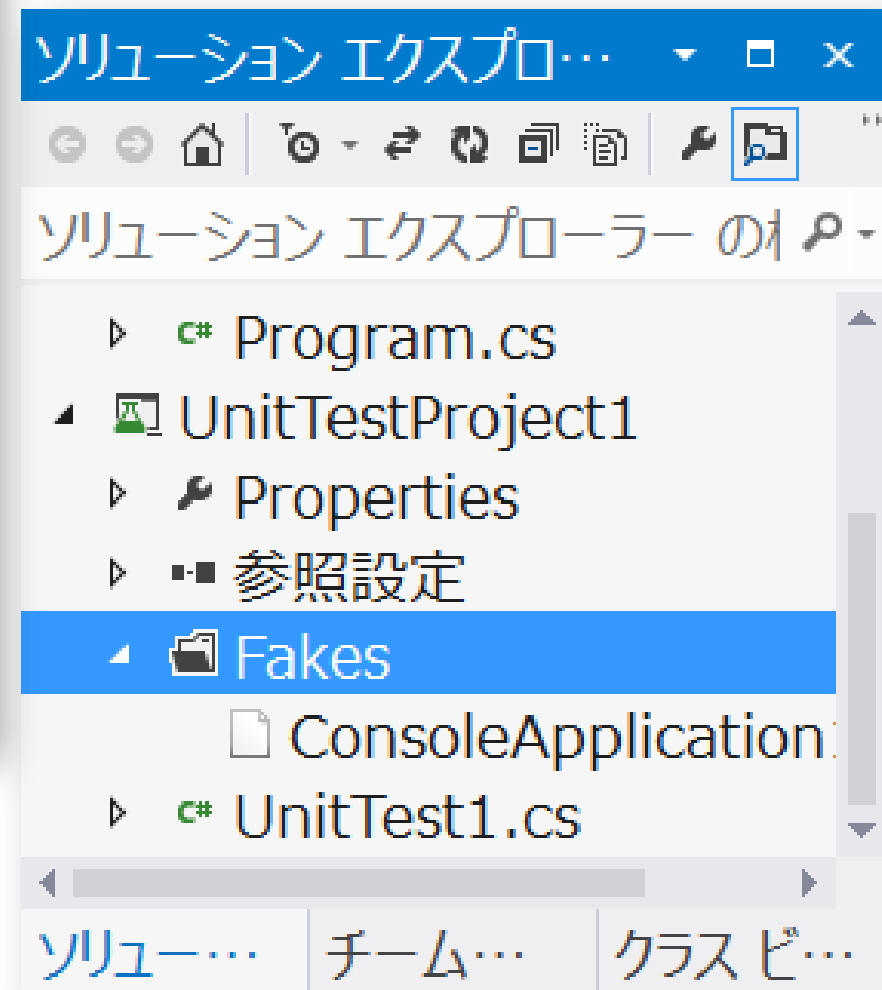 ソリューション エクスプロ…
ソリューション エクスプローラー の
C# Program.cs
UnitTestProject1
Properties
参照設定
Fakes
ConsoleApplication
C# UnitTest1.cs
ソリュー… チーム… クラス ビ…